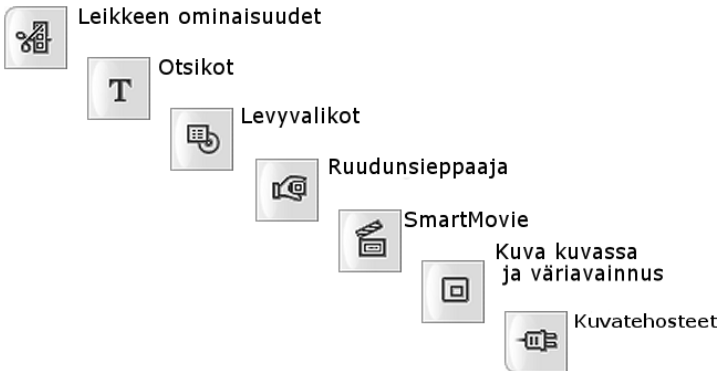 Leikkeen ominaisuudet
Otsikot
T
Levyvalikot
Ruudunsieppaaja
SmartMovie
Kuva kuvassa
ja väriavainnus
Kuvatehosteet